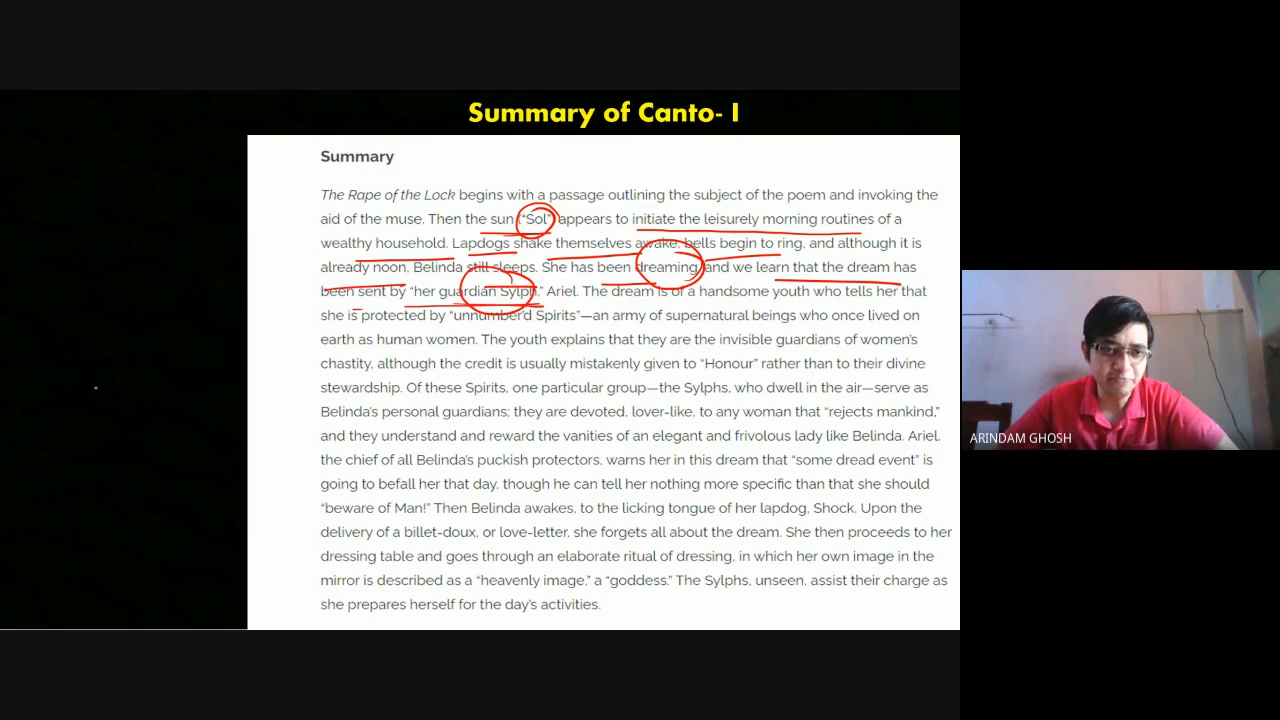 Summary of Canto- I
Summary
The Rape of the Lock begins with a passage outlining the subject of the poem and invoking the
aid of the muse. Then the sun (“Sol”) appears to initiate the leisurely morning routines of a
wealthy household. Lapdogs shake themselves awake, bells begin to ring, and although it is
already noon, Belinda still sleeps. She has been dreaming, and we learn that the dream has
been sent by “her guardian Sylph,” Ariel. The dream is of a handsome youth who tells her that
she is protected by “unnumber’d Spirits”—an army of supernatural beings who once lived on
earth as human women. The youth explains that they are the invisible guardians of women’s
chastity, although the credit is usually mistakenly given to “Honour” rather than to their divine
stewardship. Of these Spirits, one particular group—the Sylphs, who dwell in the air—serve as
Belinda’s personal guardians; they are devoted, lover-like, to any woman that “rejects mankind,”
and they understand and reward the vanities of an elegant and frivolous lady like Belinda. Ariel,
the chief of all Belinda’s puckish protectors, warns her in this dream that “some dread event” is
going to befall her that day, though he can tell her nothing more specific than that she should
“beware of Man!” Then Belinda awakes, to the licking tongue of her lapdog, Shock. Upon the
delivery of a billet-doux, or love-letter, she forgets all about the dream. She then proceeds to her
dressing table and goes through an elaborate ritual of dressing, in which her own image in the
mirror is described as a “heavenly image,” a “goddess.” The Sylphs, unseen, assist their charge as
she prepares herself for the day’s activities.
ARINDAM GHOSH